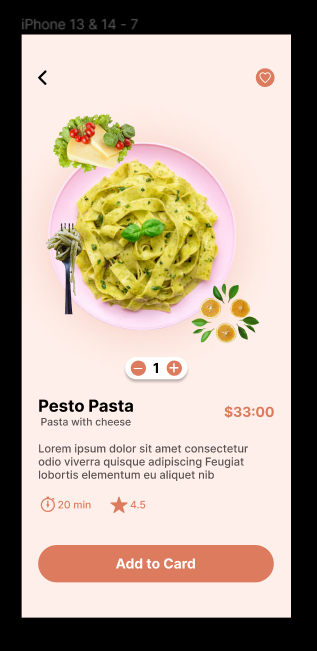 iPhone 13 & 14 - 7
1
Pesto Pasta
Pasta with cheese
$33:00
Lorem ipsum dolor sit amet consectetur
odio viverra quisque adipiscing Feugiat
lobortis elementum eu aliquet nib
20 min 4.5
Add to Card